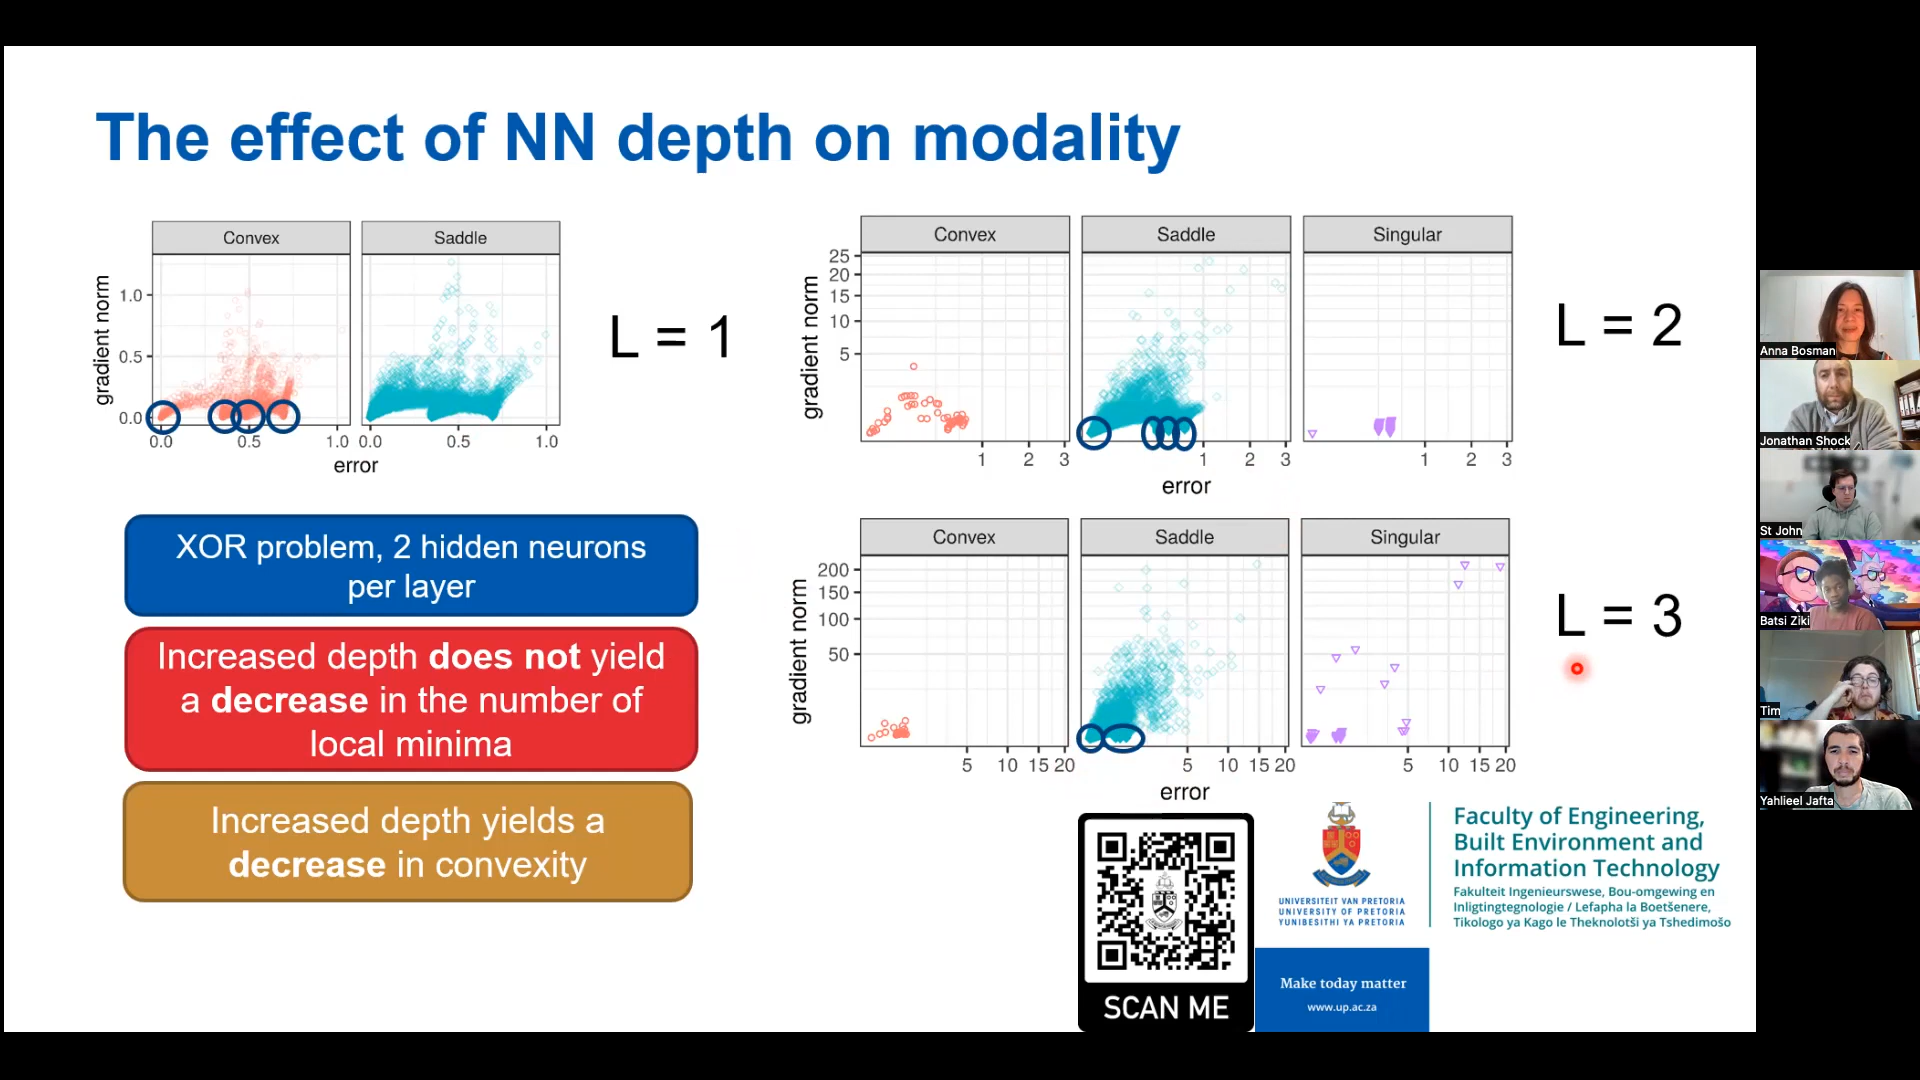 The effect of NN depth on modality
Convex
Saddle
gradient norm
1.0
0.5
0.0
0.0
0.5
1.0
0.0
0.5
1.0
error
L = 1
Convex
Saddle
Singular
gradient norm
25
20
15
10
5
1
2
3
1
2
3
1
2
3
error
L = 2
XOR problem, 2 hidden neurons
per layer
Increased depth does not yield
a decrease in the number of
local minima
Increased depth yields a
decrease in convexity
Convex
Saddle
Singular
gradient norm
200
150
100
50
5
10
15
20
5
10
15
20
5
10
15
20
error
L = 3
SCAN ME
UNIVERSITEIT VAN PRETORIA
UNIVERSITY OF PRETORIA
YUNIBESITHI YA PRETORIA
Faculty of Engineering,
Built Environment and
Information Technology
Fakulteit Ingenieurswese, Bou-omgewing en
Inligtingtegnologie / Lefapha la Boetšenere,
Tikologo ya Kago le Theknolotši ya Tshedimošo
Make today matter
www.up.ac.za
Anna Bosman
Jonathan Shock
St John
Batsi Ziki
Tim
Yahlieel Jafta